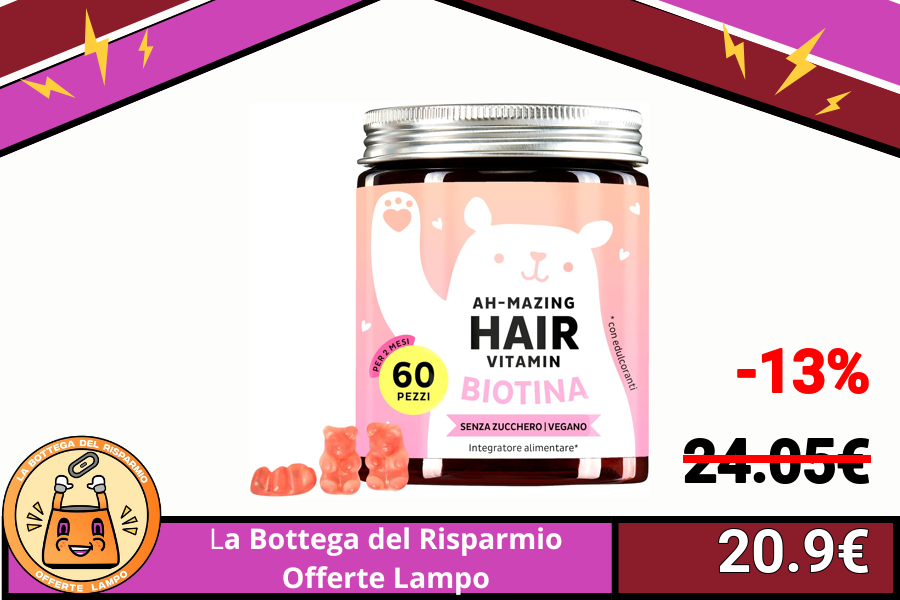 AH-MAZING
HAIR
VITAMIN
BIOTINA
PER 2 MESI
60
PEZZI
* con edulcoranti
SENZA ZUCCHERO | VEGANO
Integratore alimentare*
-13%
24.05€
20.9€
LA BOTTEGA DEL RISPARMIO
OFFERTE LAMPO
La Bottega del Risparmio
Offerte Lampo